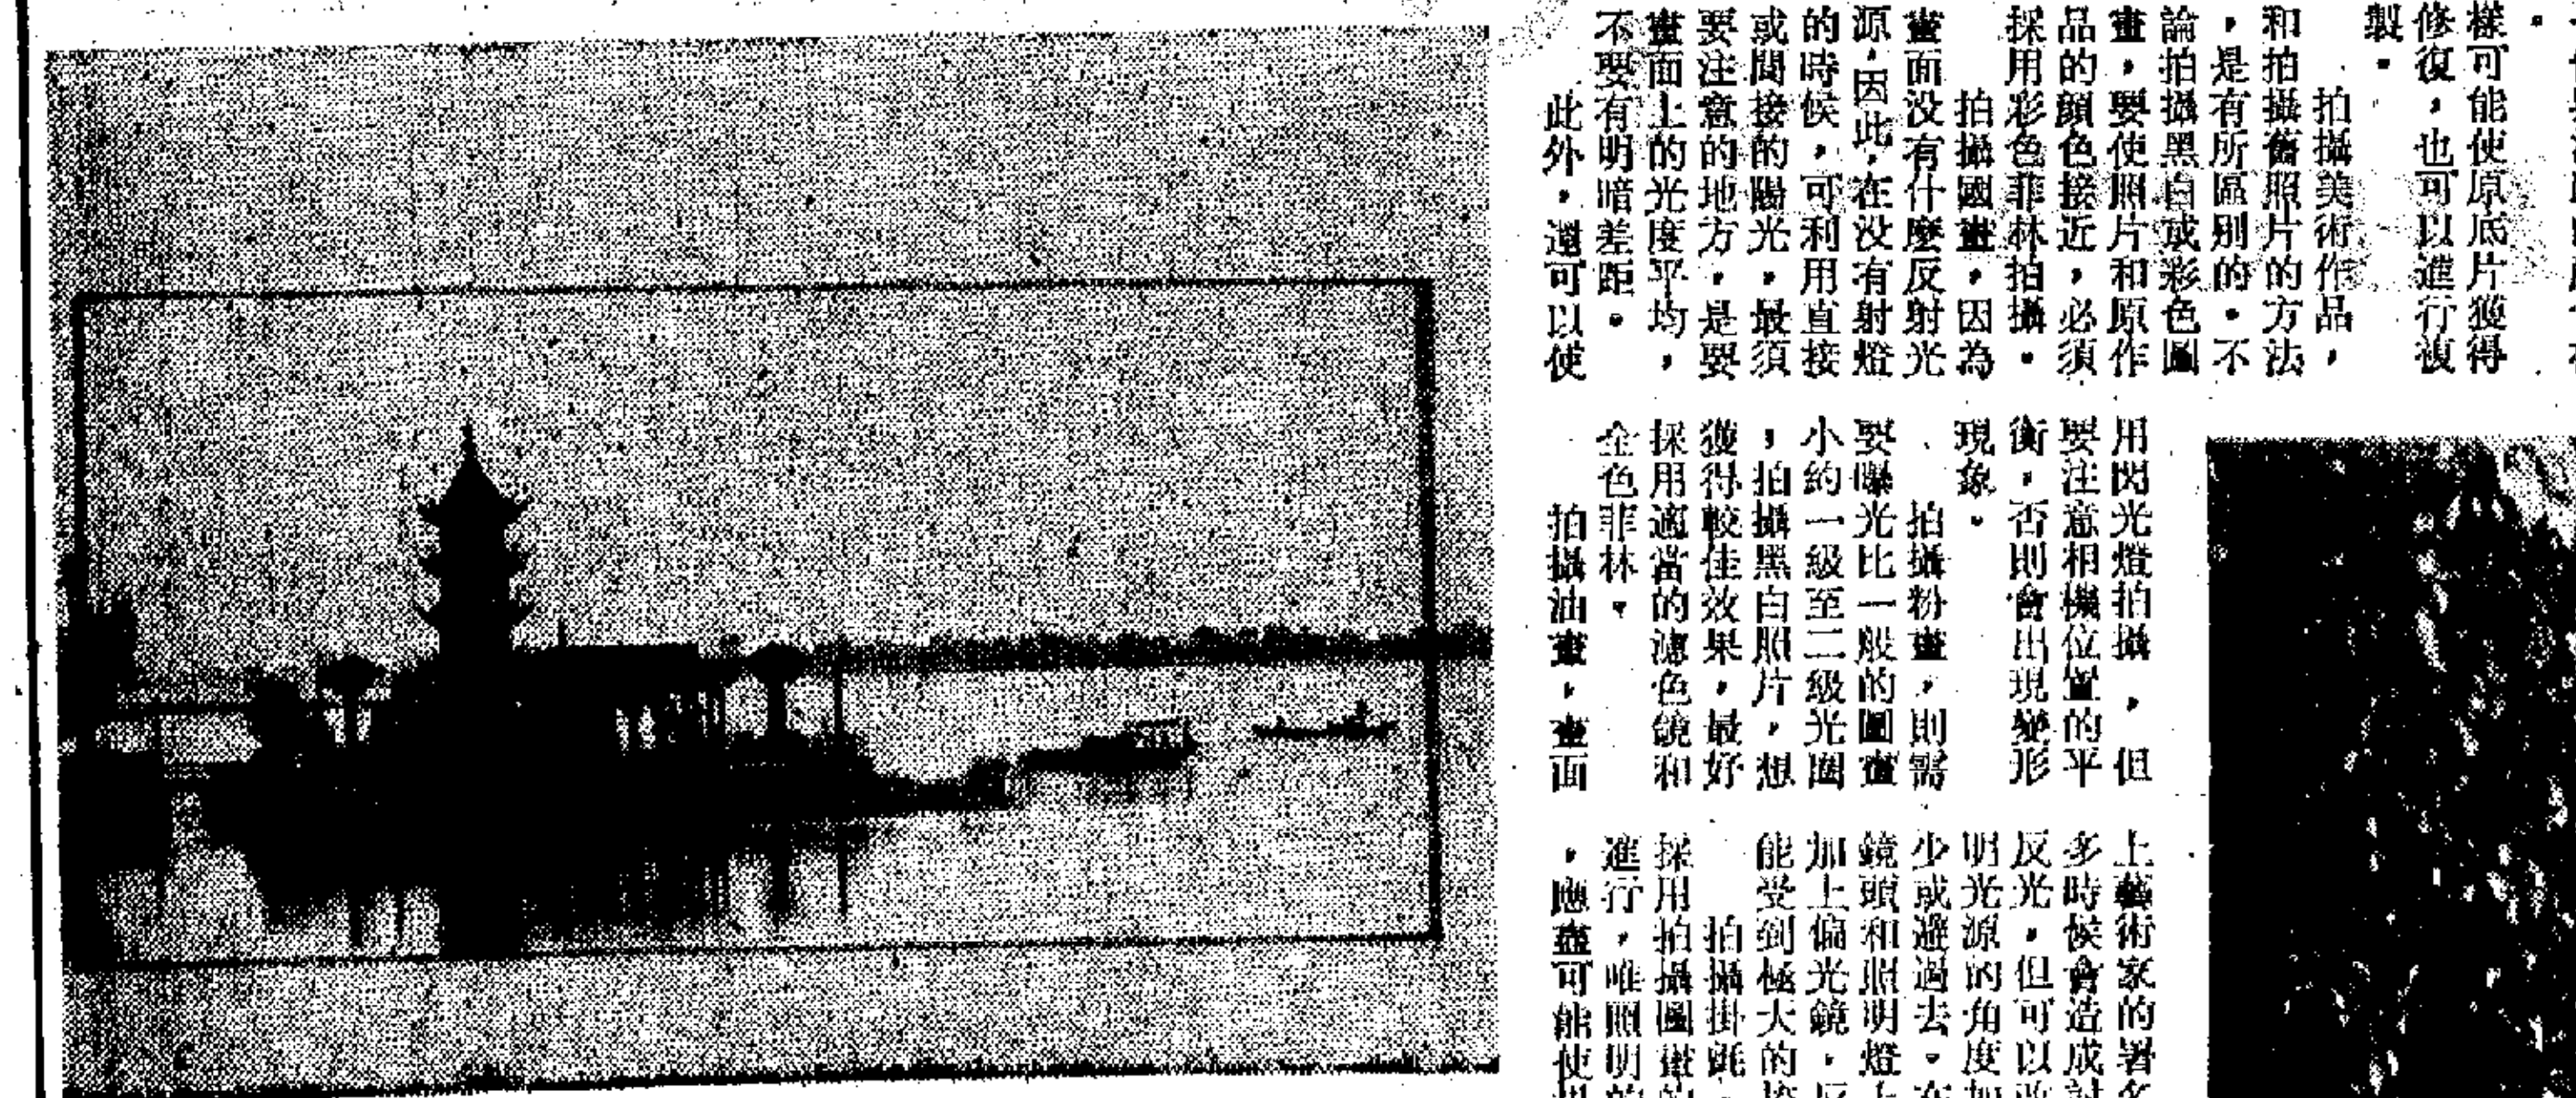 樣可能使原底片獲得
修復，也可以進行複
製。
拍攝美術作品，
和拍攝舊照片的方法
，是有所區別的。不
論拍攝黑白或彩色圖
畫，要使照片和原作
品的顏色接近，必須
採用彩色菲林拍攝。
拍攝國畫，因為
畫面没有什麼反射光
源，因此，在没有射燈
的時候，可利用直接
或間接的陽光，最須
要注意的地方，是要
畫面上的光度平均，
不要有明暗差距。
此外，還可以使
用閃光燈拍攝，但
要注意相機位置的平
衡，否則會出現變形
現象。
拍攝粉畫，則需
要曝光比一般的圖畫
小約一級至二級光圈
，拍攝黑白照片，想
獲得較佳效果，最好
採用適當的濾色鏡和
全色菲林。
拍攝油畫，畫面
上藝術家的署名
多時候會造成討
反光，但可以改
明光源的角度加
少或避過去。在
鏡頭和照明燈上
加上偏光鏡，反
能受到極大的
拍攝掛氈，
採用拍攝圖畫的
進行，唯照明的
，應盡可能使